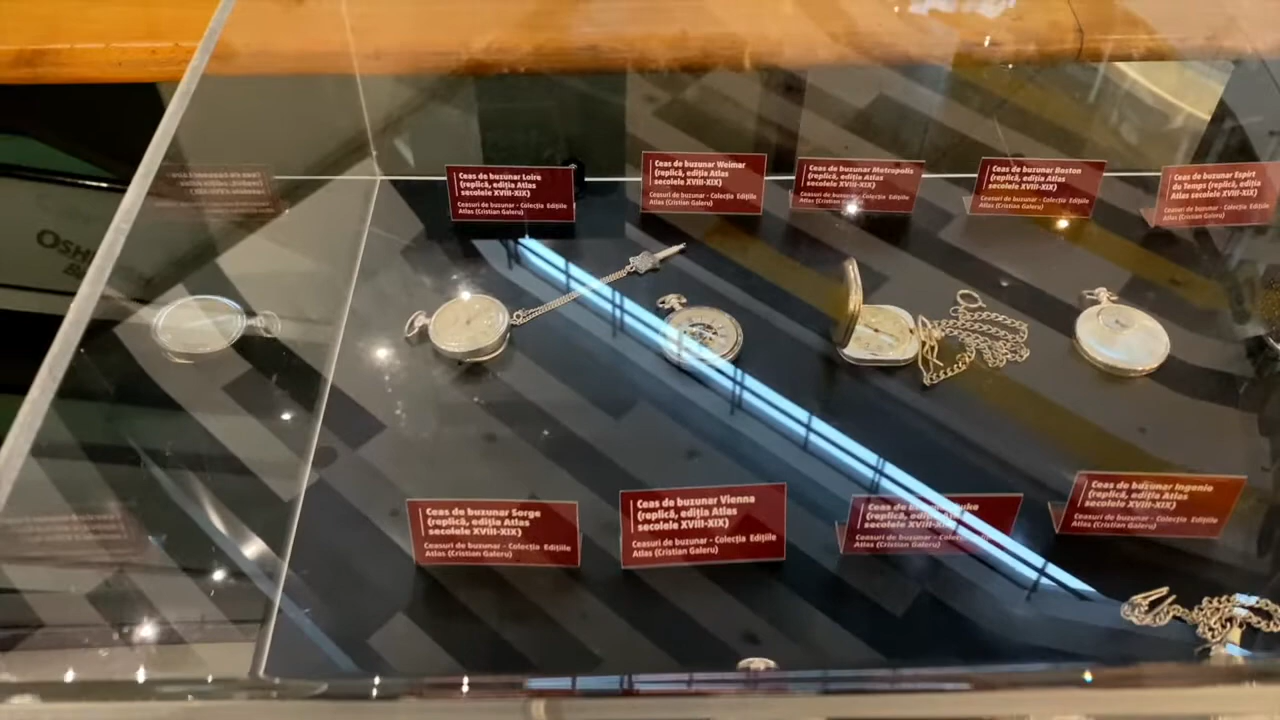 Ceas de buzunar Loire
(replică, ediția Atlas
secolele XVIII-XIX)
Ceasuri de buzunar - Colecția Edițiile
Atlas (Cristian Galeru)
Ceas de buzunar Weimar
(replică, ediția Atlas
secolele XVIII-XIX)
Ceasuri de buzunar - Colecția Edițiile
Atlas (Cristian Galeru)
Ceas de buzunar Metropolis
(replică, ediția Atlas
secolele XVIII-XIX)
Ceasuri de buzunar - Colecția Edițiile
Atlas (Cristian Galeru)
Ceas de buzunar Boston
(replică, ediția Atlas
secolele XVIII-XIX)
Ceasuri de buzunar - Colecția Edițiile
Atlas (Cristian Galeru)
Ceas de buzunar Espirt
du Temps (replică, ediția
Atlas secolele XVIII-XIX)
Ceasuri de buzunar - Colecția Edițiile
Atlas (Cristian Galeru)
Ceas de buzunar Sorge
(replică, ediția Atlas
secolele XVIII-XIX)
Ceasuri de buzunar - Colecția Edițiile
Atlas (Cristian Galeru)
Ceas de buzunar Vienna
(replică, ediția Atlas
secolele XVIII-XIX)
Ceasuri de buzunar - Colecția Edițiile
Atlas (Cristian Galeru)
Ceas de
(replică, ediția
secolele XVIII-XIX)
Ceasuri de buzunar - Colecția
Atlas (Cristian Galeru)
Ceas de buzunar Ingenio
(replică, ediția Atlas
secolele XVIII-XIX)
Ceasuri de buzunar - Colecția Edițiile
Atlas (Cristian Galeru)